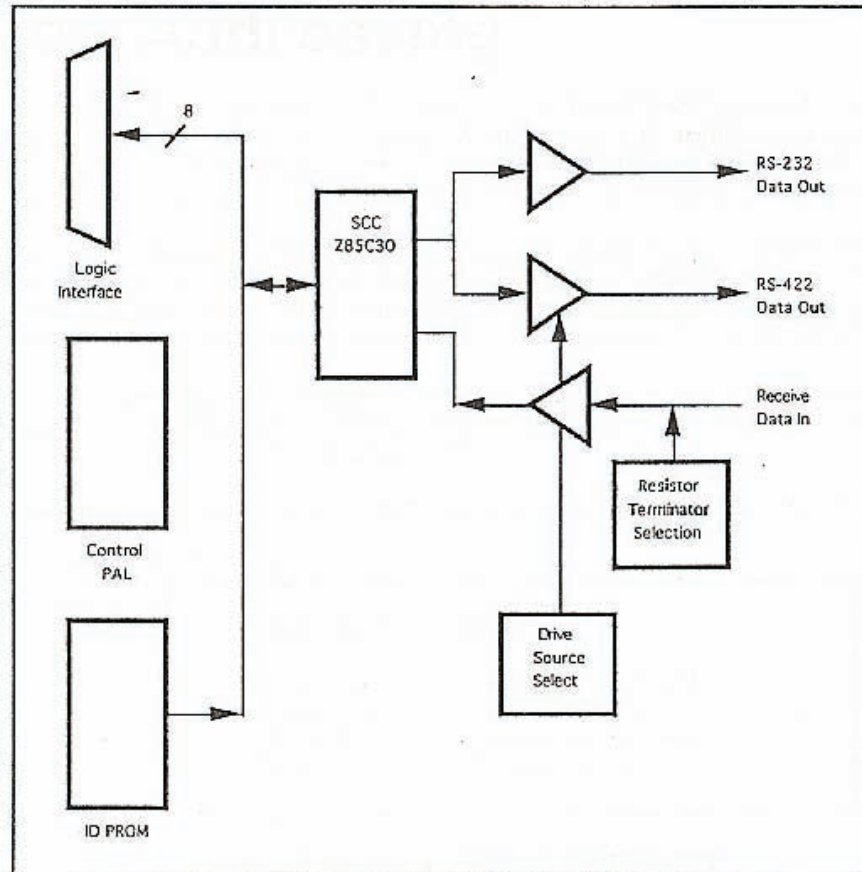 8
Logic
Interface
SCC
Z85C30
RS-232
Data Out
RS-422
Data Out
Receive
Data In
Resistor
Terminator
Selection
Control
PAL
Drive
Source
Select
ID PROM